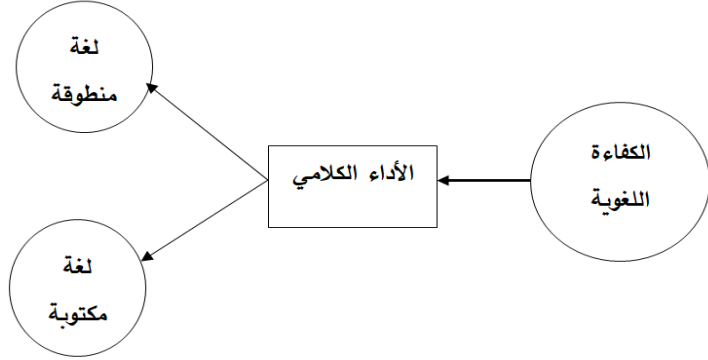 الكفاءة
اللغوية
الأداء الكلامي
لغة
منطوقة
لغة
مكتوبة